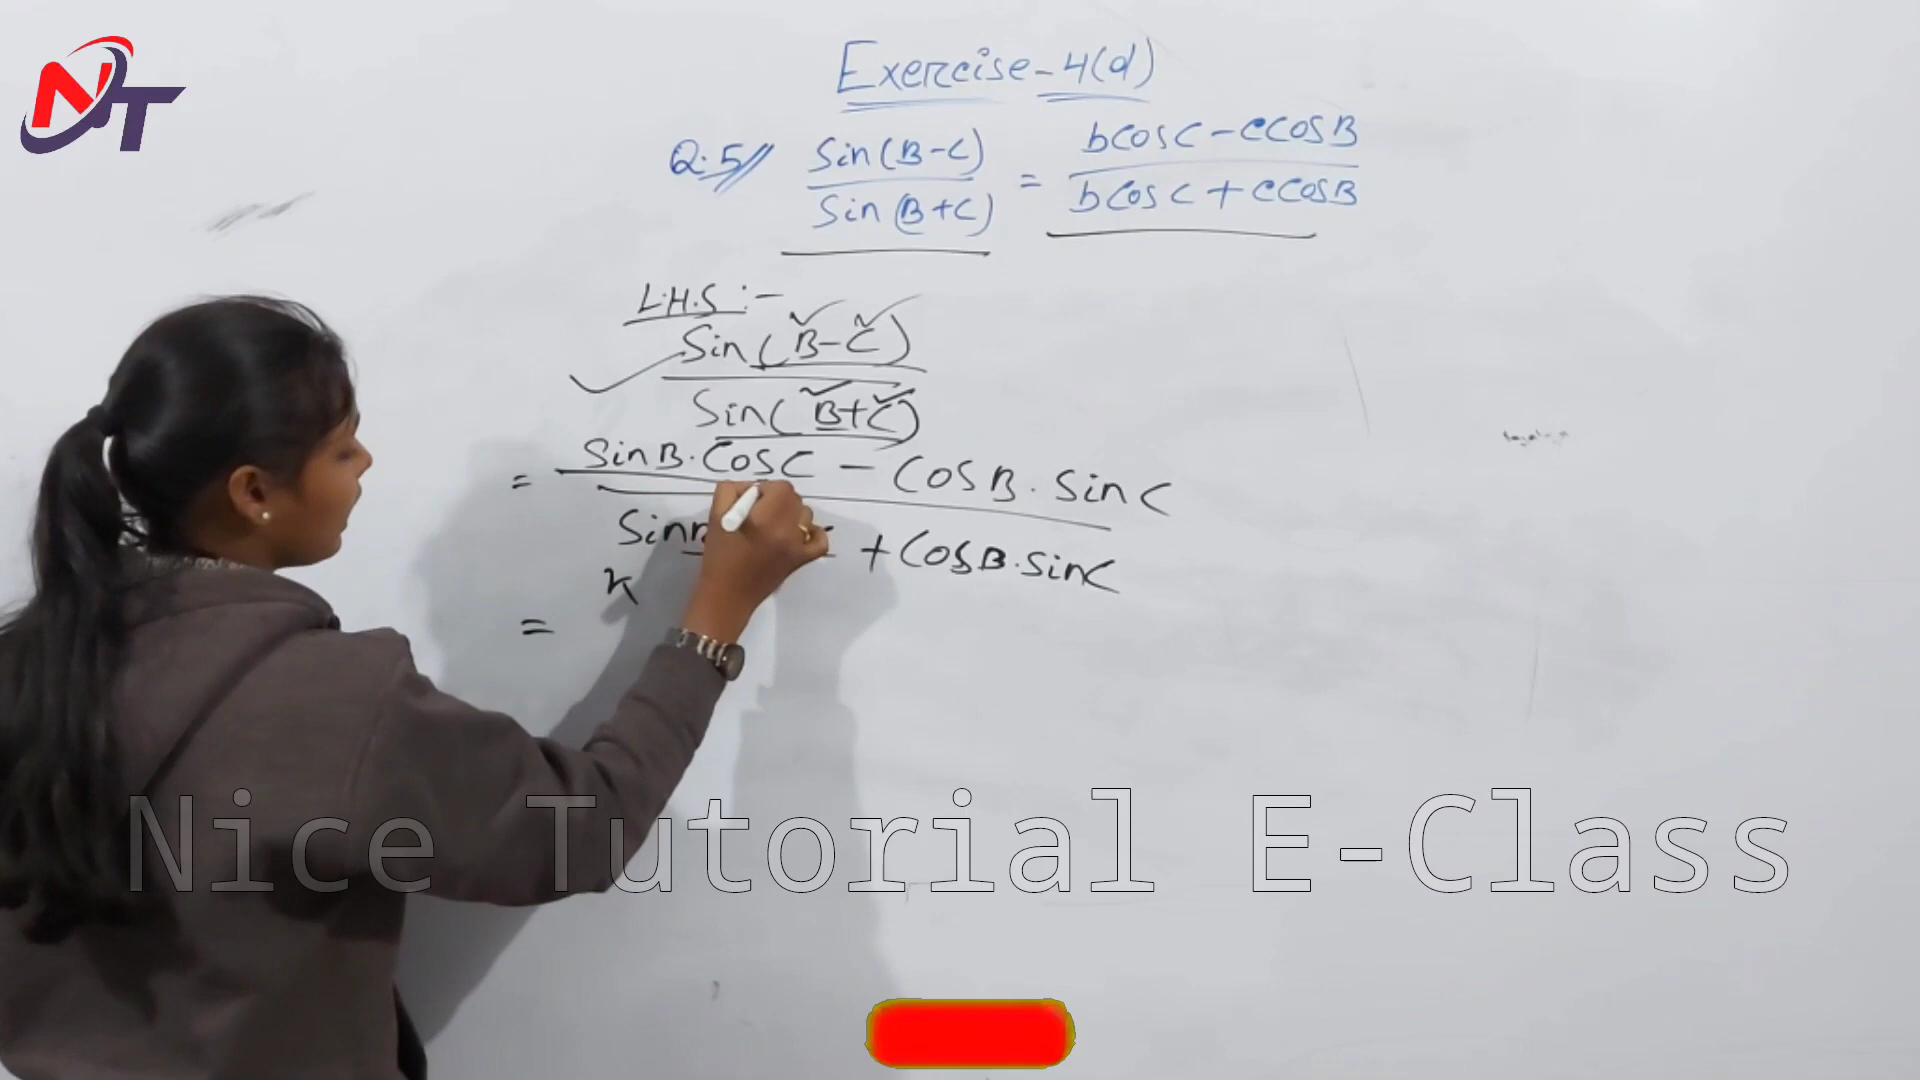 NT
Exercise-4(d)
Q.5// Sin(B-C) / Sin(B+C) = bcosC-ccosB / bcosC+ccosB
L.H.S:-
Sin(B-C)
Sin(B+C)
= SinB.CosC - CosB.SinC
+CosB.SinC
K
=
Nice Tutorial E-Class